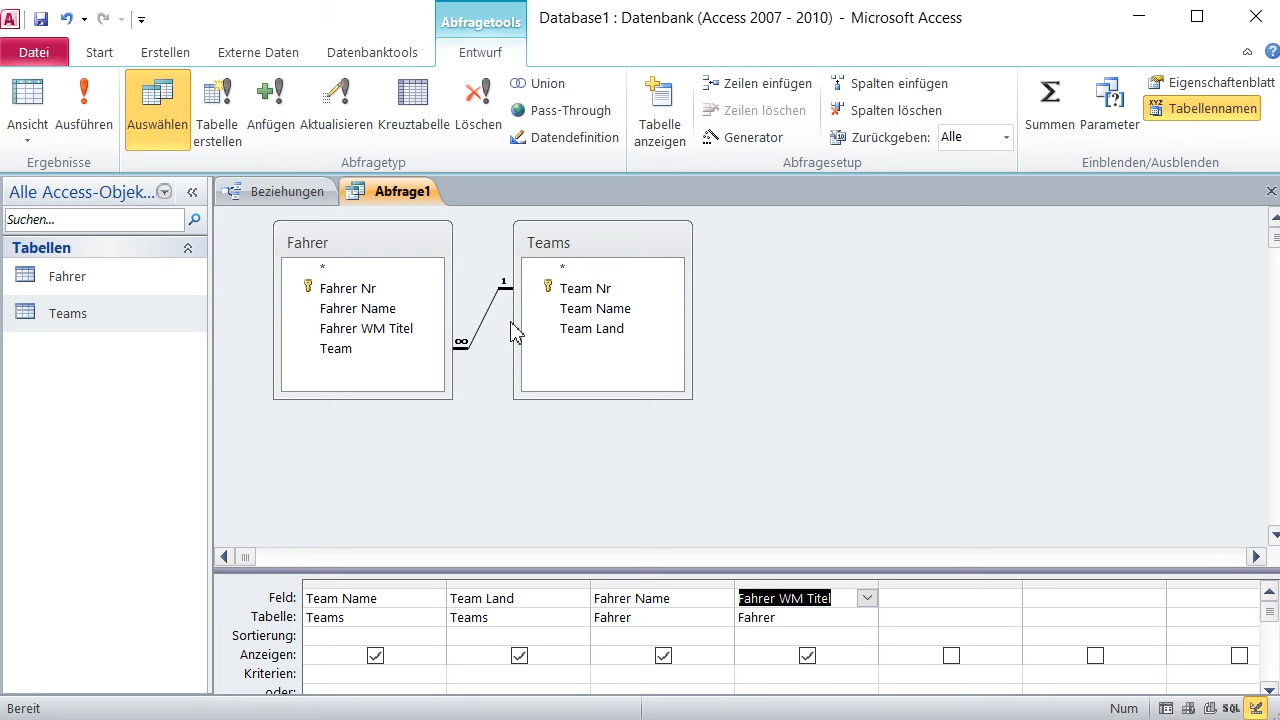 Abfragetools
Database1 : Datenbank (Access 2007 - 2010) - Microsoft Access
Datei Start Erstellen Externe Daten Datenbanktools Entwurf
Ansicht Ausführen Auswählen Tabelle erstellen Anfügen Aktualisieren Kreuztabelle Löschen
Union
Pass-Through
Datendefinition
Tabelle anzeigen
Zeilen einfügen
Zeilen löschen
Generator
Spalten einfügen
Spalten löschen
Zurückgeben: Alle
Summen Parameter
Eigenschaftenblatt
XYZ Tabellennamen
Ergebnisse Abfragetyp Abfragesetup Einblenden/Ausblenden
Alle Access-Objek...
Suchen...
Tabellen
Fahrer
Teams
Beziehungen Abfrage1
Fahrer
*
Fahrer Nr
Fahrer Name
Fahrer WM Titel
Team
1
∞
Teams
*
Team Nr
Team Name
Team Land
Feld: Team Name Team Land Fahrer Name Fahrer WM Titel
Tabelle: Teams Teams Fahrer Fahrer
Sortierung:
Anzeigen:
Kriterien:
oder:
Bereit Num SQL